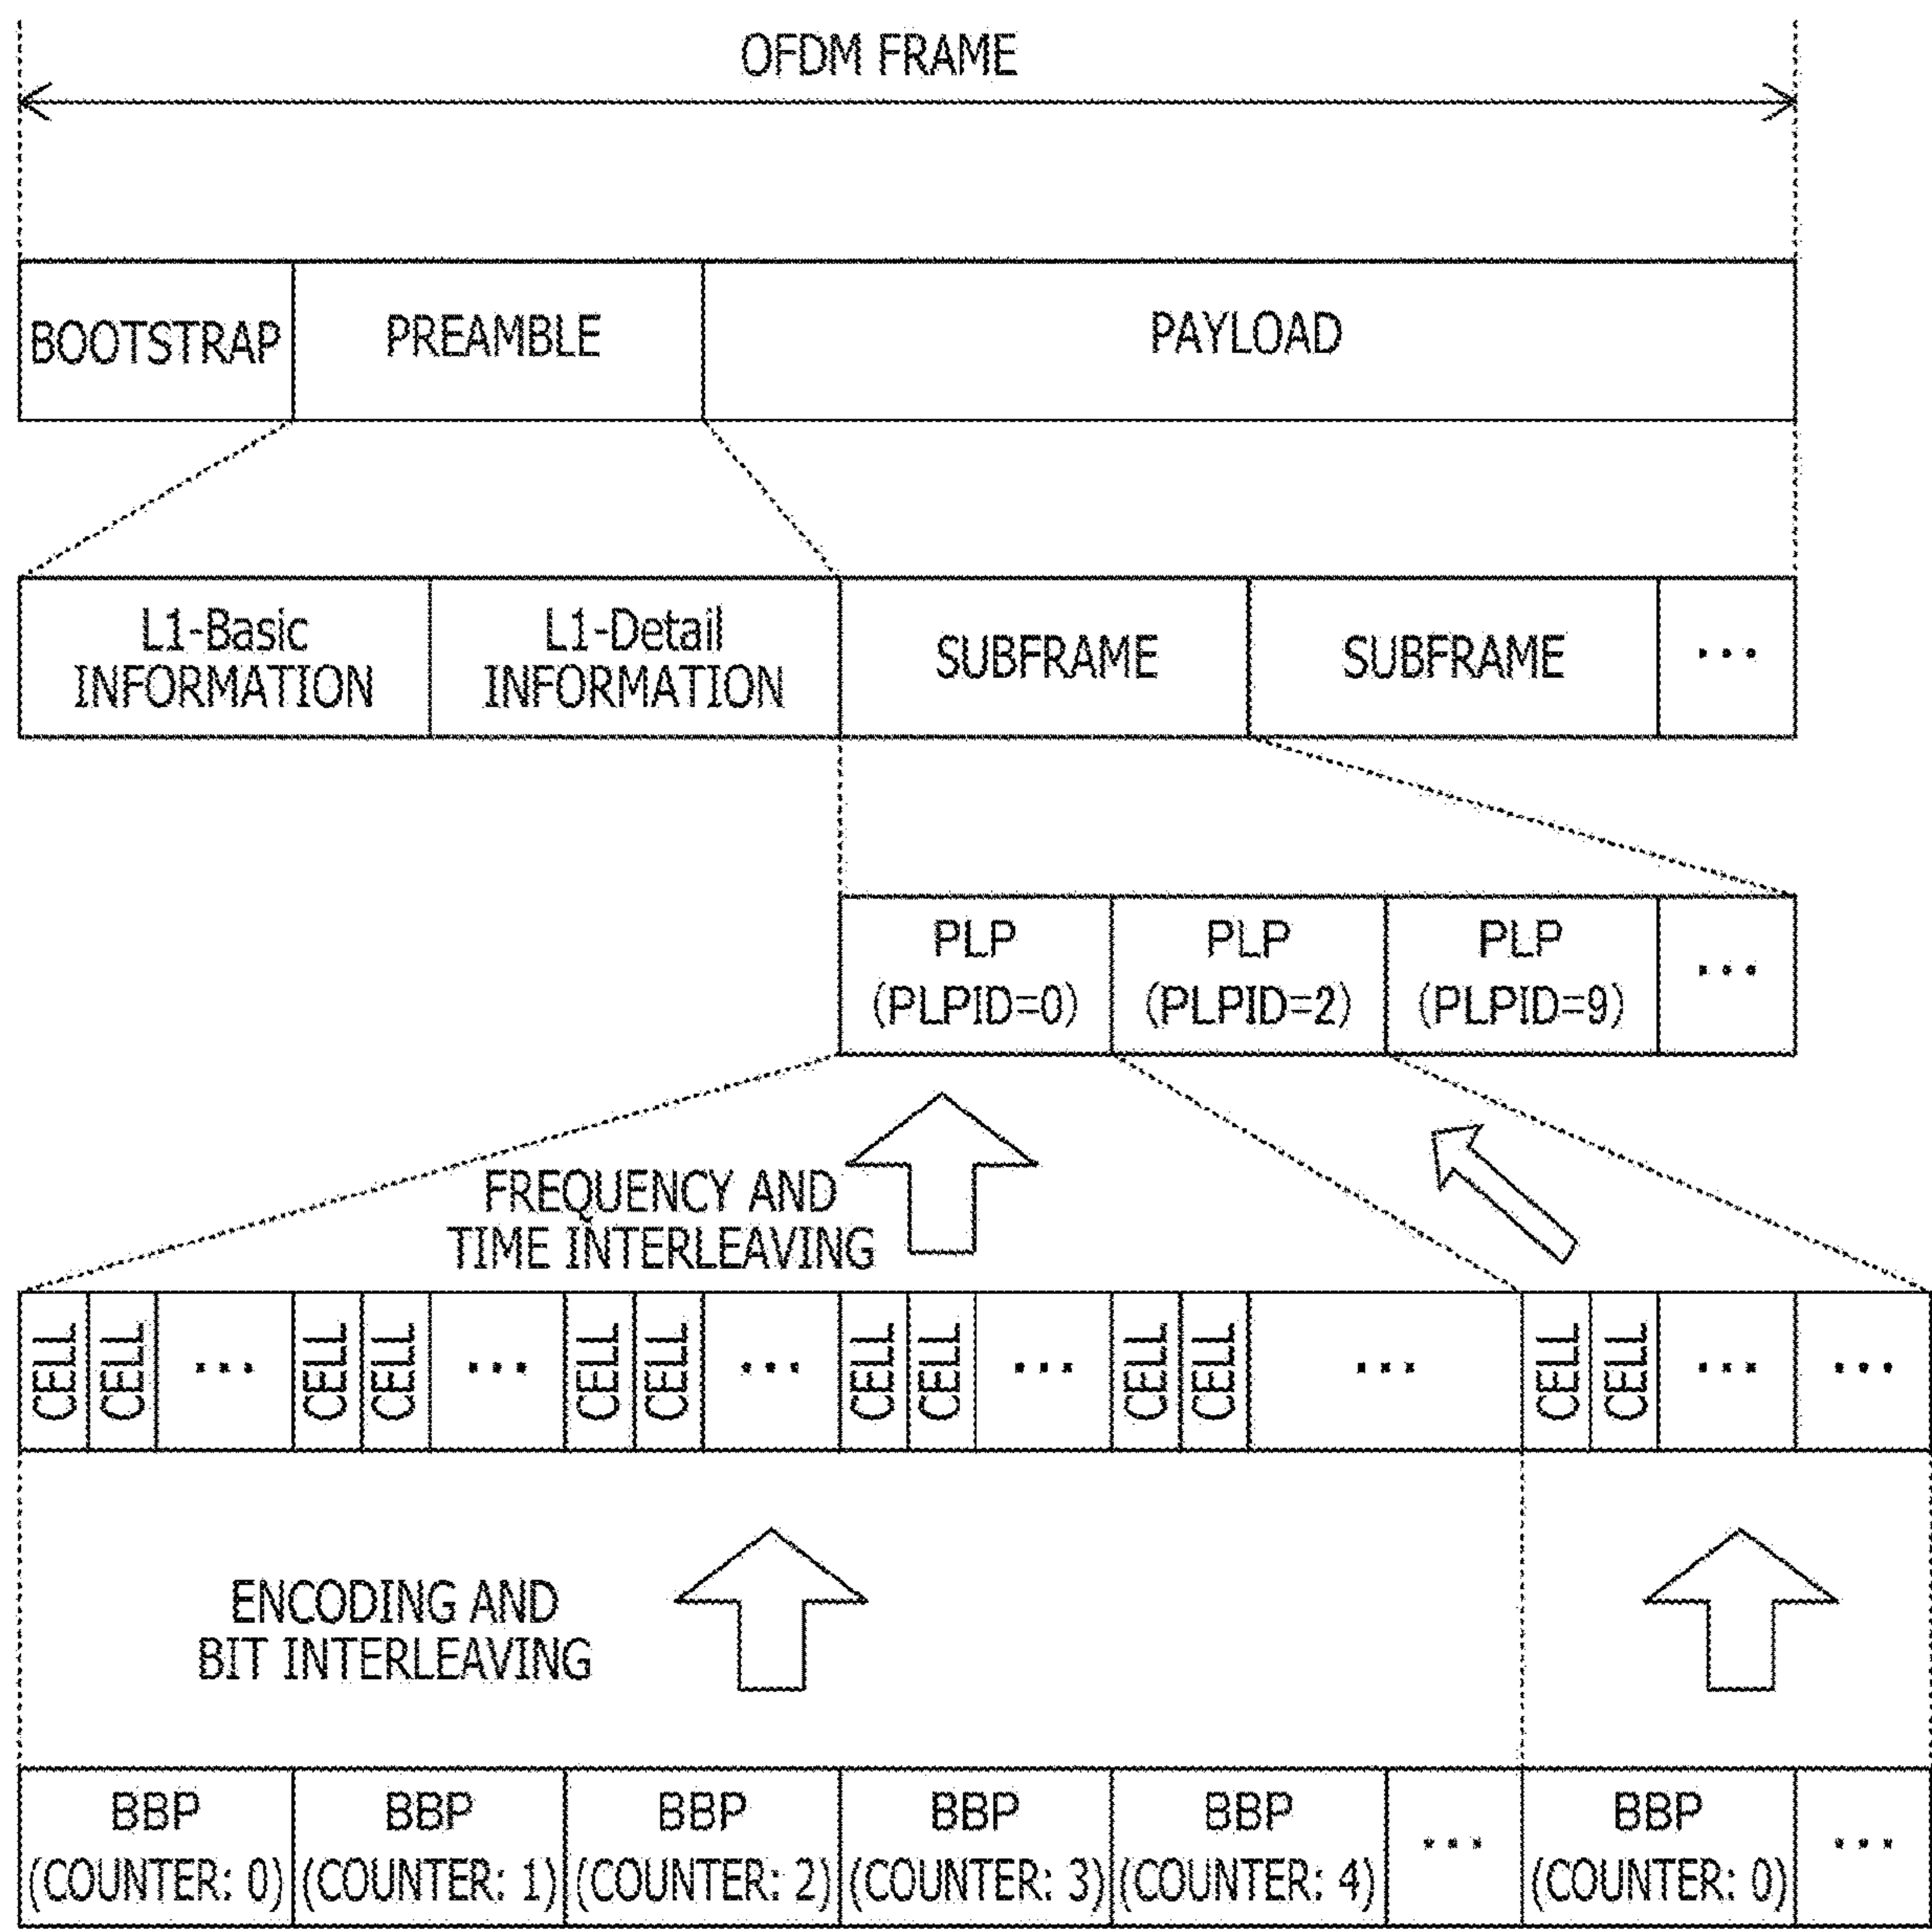 OFDM FRAME
BOOTSTRAP
PREAMBLE
PAYLOAD
L1-Basic
INFORMATION
L1-Detail
INFORMATION
SUBFRAME
SUBFRAME
...
PLP
(PLPID=0)
PLP
(PLPID=2)
PLP
(PLPID=9)
...
FREQUENCY AND
TIME INTERLEAVING
CELL
CELL
...
CELL
CELL
...
CELL
CELL
...
CELL
CELL
...
CELL
CELL
...
CELL
CELL
...
...
ENCODING AND
BIT INTERLEAVING
BBP
(COUNTER: 0)
BBP
(COUNTER: 1)
BBP
(COUNTER: 2)
BBP
(COUNTER: 3)
BBP
(COUNTER: 4)
...
BBP
(COUNTER: 0)
...